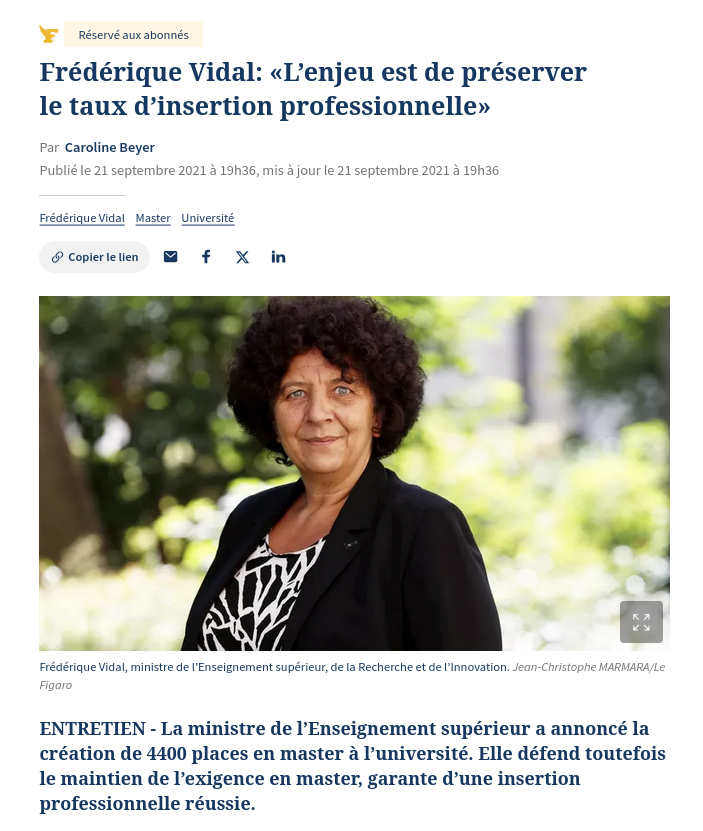 Réservé aux abonnés
Frédérique Vidal: «L’enjeu est de préserver
le taux d’insertion professionnelle»
Par Caroline Beyer
Publié le 21 septembre 2021 à 19h36, mis à jour le 21 septembre 2021 à 19h36
Frédérique Vidal Master Université
Copier le lien
Frédérique Vidal, ministre de l’Enseignement supérieur, de la Recherche et de l’Innovation. Jean-Christophe MARMARA/Le
Figaro
ENTRETIEN - La ministre de l’Enseignement supérieur a annoncé la
création de 4400 places en master à l’université. Elle défend toutefois
le maintien de l’exigence en master, garante d’une insertion
professionnelle réussie.